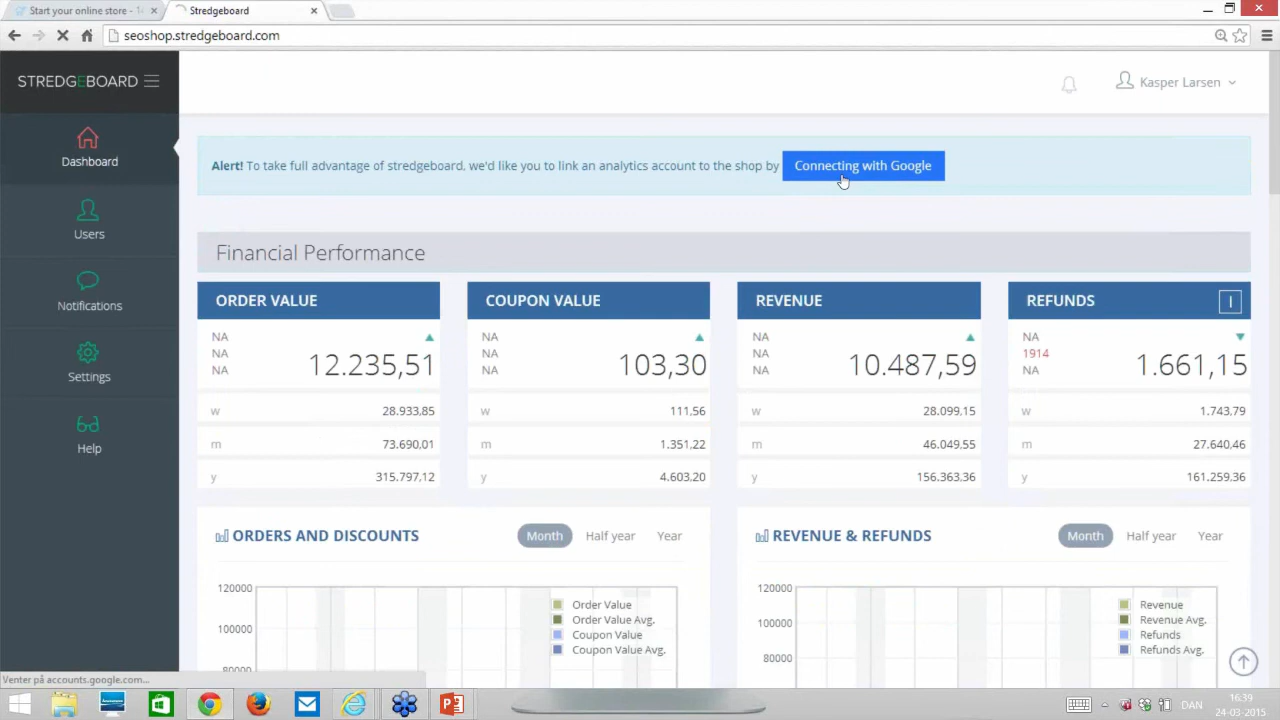 Start your online store - 14
Stredgeboard
seoshop.stredgeboard.com
STREDGEBOARD
Kasper Larsen
Dashboard
Users
Notifications
Settings
Help
Alert! To take full advantage of stredgeboard, we'd like you to link an analytics account to the shop by Connecting with Google
Financial Performance
ORDER VALUE
NA
NA
NA
12.235,51
w 28.933,85
m 73.690,01
y 315.797,12
COUPON VALUE
NA
NA
NA
103,30
w 111,56
m 1.351,22
y 4.603,20
REVENUE
NA
NA
NA
10.487,59
w 28.099,15
m 46.049,55
y 156.363,36
REFUNDS
NA
1914
NA
1.661,15
w 1.743,79
m 27.640,46
y 161.259,36
ORDERS AND DISCOUNTS
Month Half year Year
120000
100000
80000
Order Value
Order Value Avg.
Coupon Value
Coupon Value Avg.
REVENUE & REFUNDS
Month Half year Year
120000
100000
80000
Revenue
Revenue Avg.
Refunds
Refunds Avg.
Venter på accounts.google.com...
DAN
16:39
24-03-2015